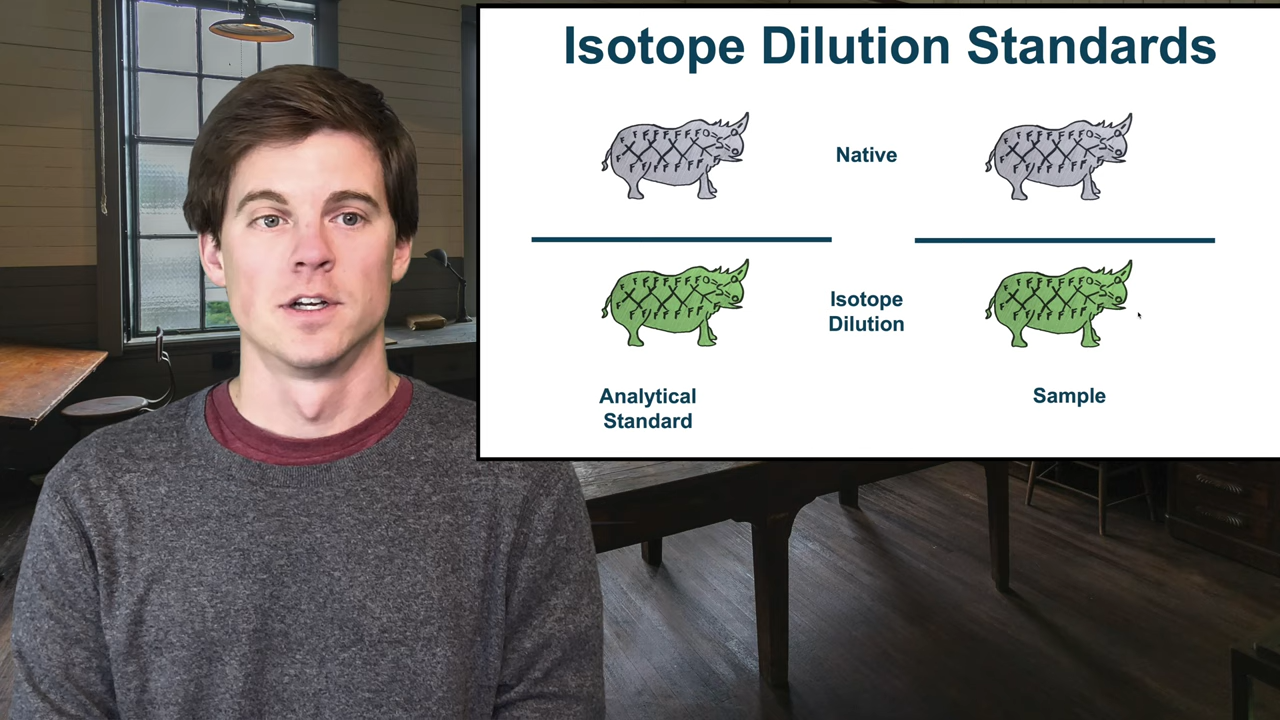 Isotope Dilution Standards
Native
Isotope
Dilution
Analytical
Standard
Sample